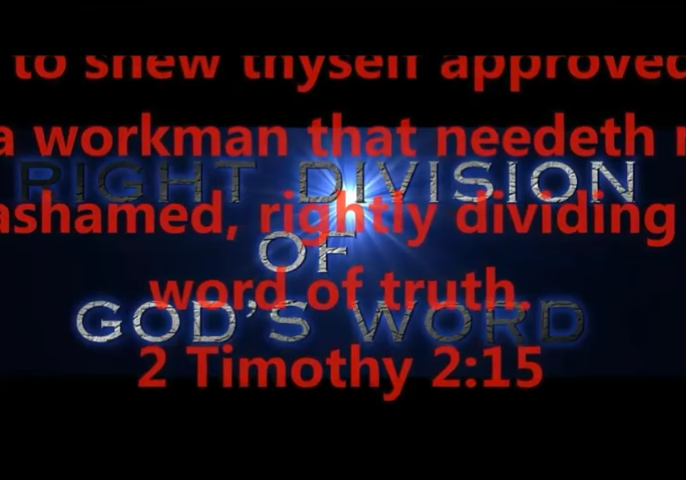 to shew thyself approved
a workman that needeth
RIGHT DIVISION
ashamed, rightly dividing
OF
word of truth.
GOD'S WORD
2 Timothy 2:15